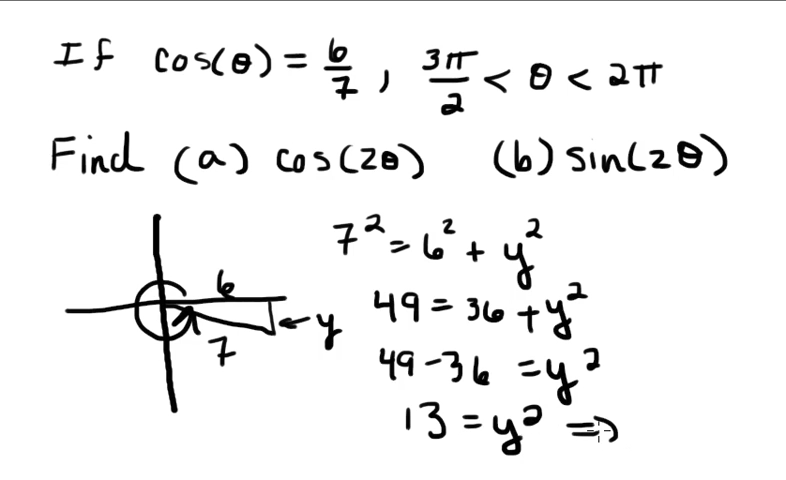 If cos(θ) = 6/7, 3π/2 < θ < 2π
Find (a) cos(2θ) (b) sin(2θ)
6
7
y
7² = 6² + y²
49 = 36 + y²
49 - 36 = y²
13 = y² ⇒